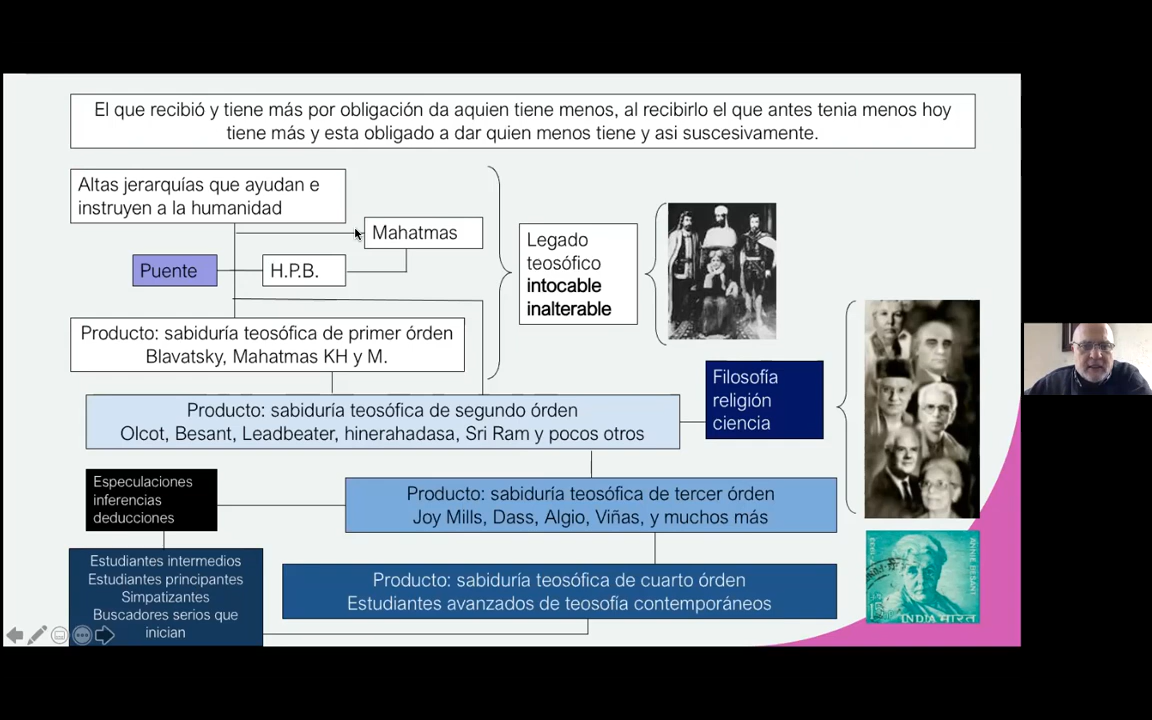 El que recibió y tiene más por obligación da aquien tiene menos, al recibirlo el que antes tenia menos hoy
tiene más y esta obligado a dar quien menos tiene y asi suscesivamente.
Altas jerarquías que ayudan e
instruyen a la humanidad
Mahatmas
Puente
H.P.B.
Legado
teosófico
intocable
inalterable
Producto: sabiduría teosófica de primer órden
Blavatsky, Mahatmas KH y M.
Filosofía
religión
ciencia
Producto: sabiduría teosófica de segundo órden
Olcot, Besant, Leadbeater, hinerahadasa, Sri Ram y pocos otros
Especulaciones
inferencias
deducciones
Producto: sabiduría teosófica de tercer órden
Joy Mills, Dass, Algio, Viñas, y muchos más
Estudiantes intermedios
Estudiantes principantes
Simpatizantes
Buscadores serios que
inician
Producto: sabiduría teosófica de cuarto órden
Estudiantes avanzados de teosofía contemporáneos
ANNIE BESANT
INDIA भारत